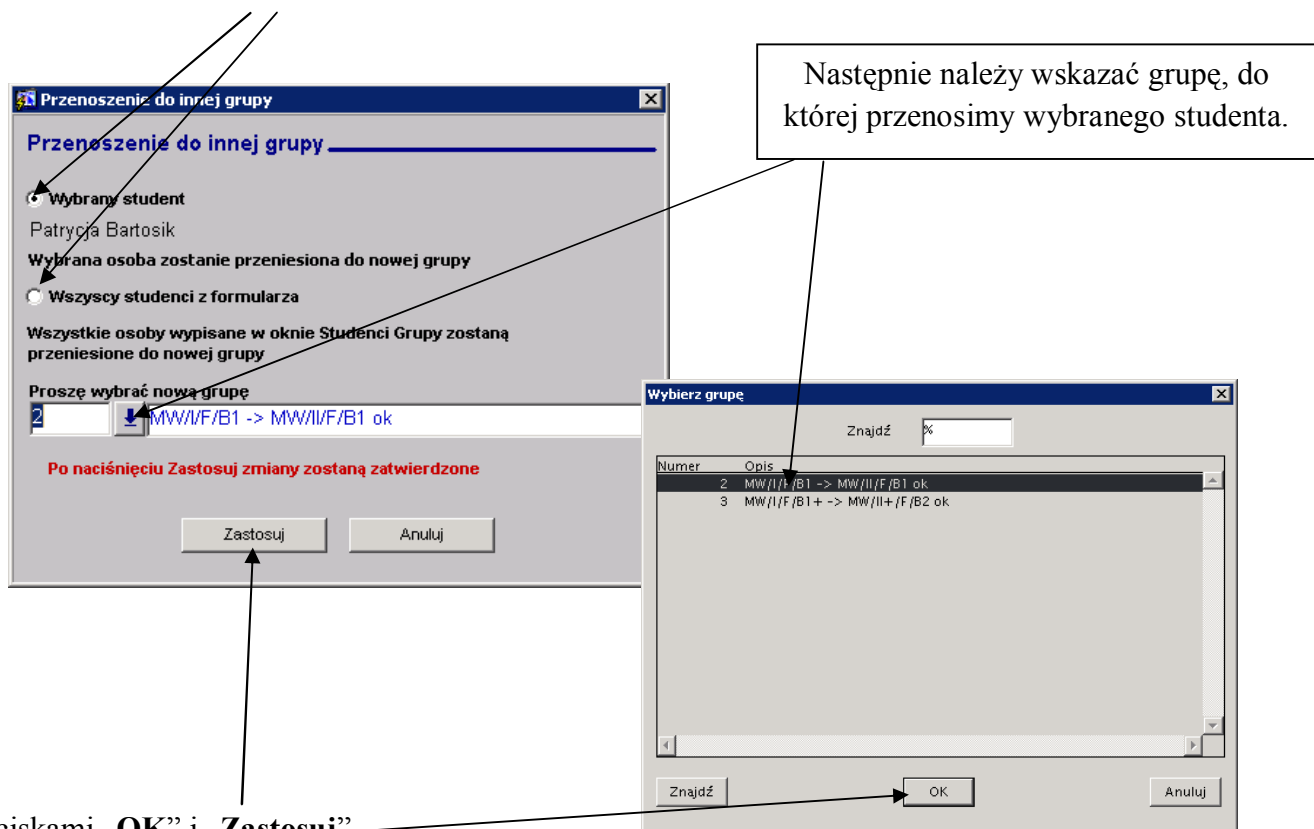 Następnie należy wskazać grupę, do
której przenosimy wybranego studenta.
Przenoszenie do innej grupy
Przenoszenie do innej grupy
Wybrany student
Patrycja Bartosik
Wybrana osoba zostanie przeniesiona do nowej grupy
Wszyscy studenci z formularza
Wszystkie osoby wypisane w oknie Studenci Grupy zostaną
przeniesione do nowej grupy
Proszę wybrać nową grupę
2 MW/I/F/B1 -> MW/II/F/B1 ok
Po naciśnięciu Zastosuj zmiany zostaną zatwierdzone
Zastosuj Anuluj
Wybierz grupę
Znajdź %
Numer Opis
2 MW/I/F/B1 -> MW/II/F/B1 ok
3 MW/I/F/B1+ -> MW/II+/F/B2 ok
Znajdź OK Anuluj
„OK” i „Zastosuj”